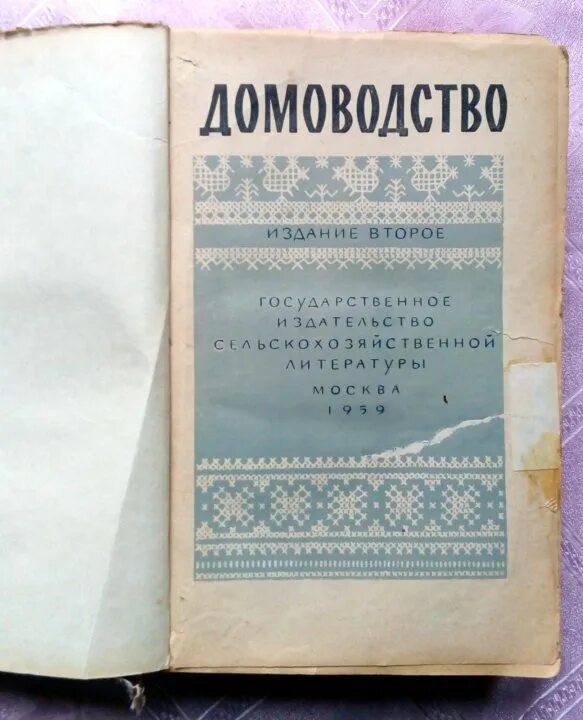 ДОМОВОДСТВО
ИЗДАНИЕ ВТОРОЕ
ГОСУДАРСТВЕННОЕ
ИЗДАТЕЛЬСТВО
СЕЛЬСКОХОЗЯЙСТВЕННОЙ
ЛИТЕРАТУРЫ
МОСКВА
1959